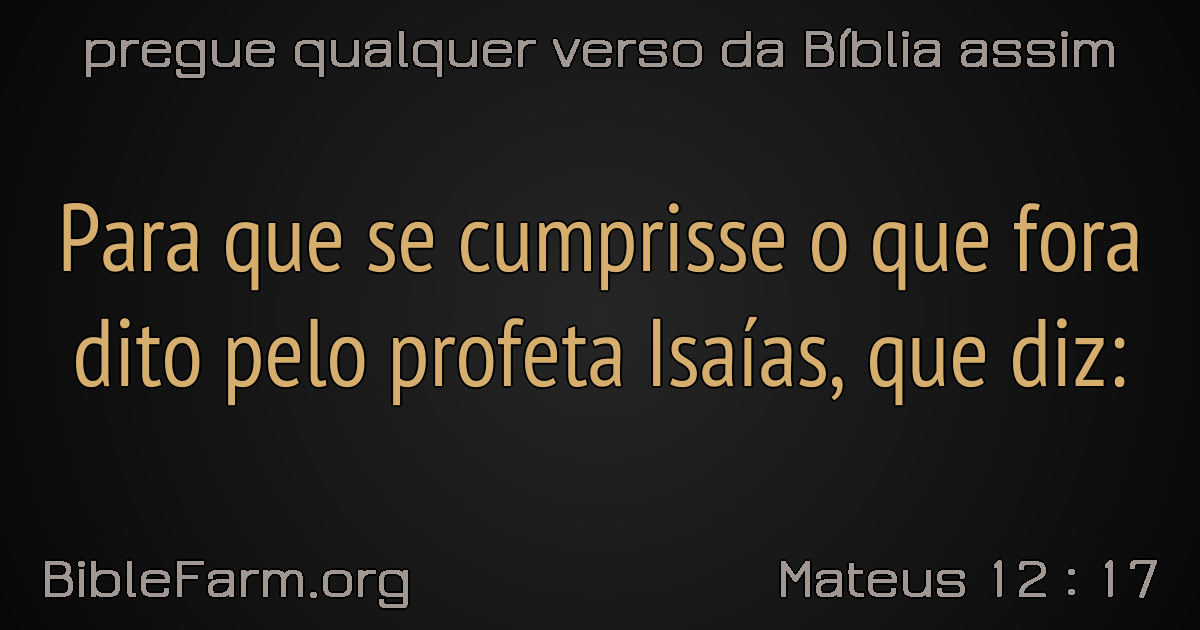 pregue qualquer verso da Bíblia assim
Para que se cumprisse o que fora
dito pelo profeta Isaías, que diz:
BibleFarm.org
Mateus 12 : 17